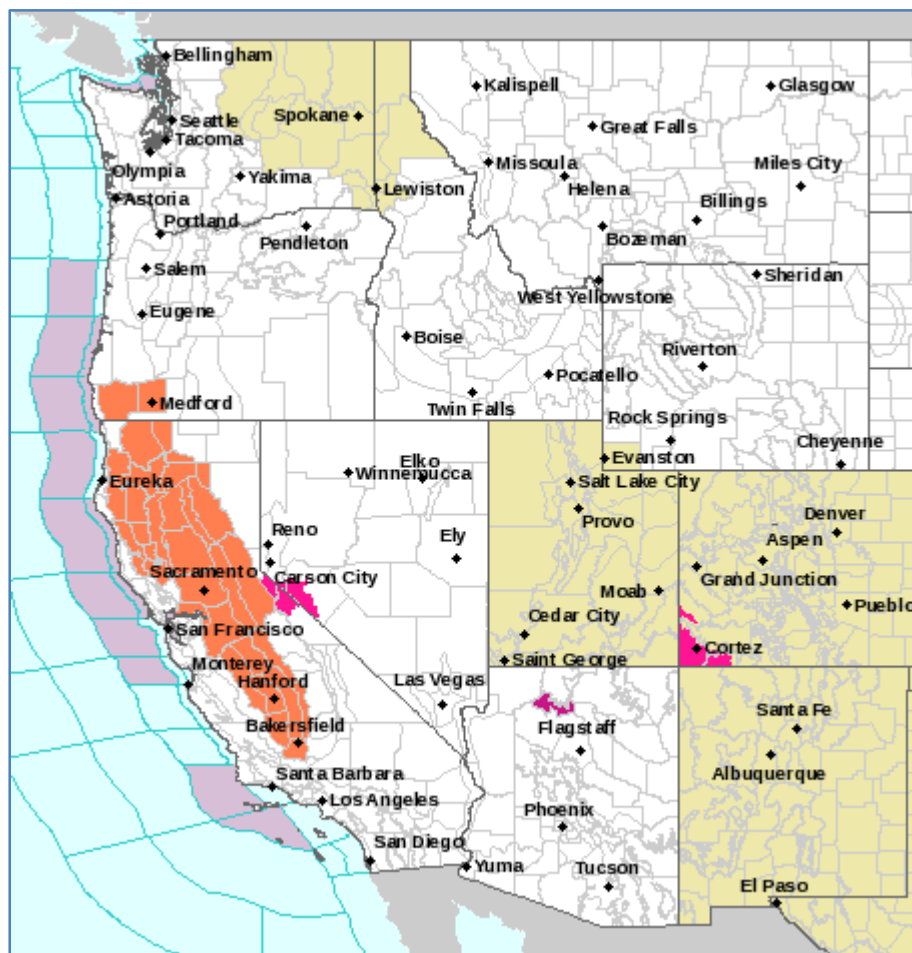 Bellingham
Kalispell
Glasgow
Seattle
Spokane
Great Falls
Tacoma
Olympia
Missoula
Miles City
Yakima
Lewiston
Helena
Astoria
Billings
Portland
Pendleton
Bozeman
Salem
Sheridan
West Yellowstone
Eugene
Boise
Riverton
Pocatello
Medford
Twin Falls
Rock Springs
Cheyenne
Elko
Evanston
Winnemucca
Eureka
Salt Lake City
Provo
Denver
Reno
Ely
Aspen
Sacramento
Carson City
Grand Junction
Moab
Pueblo
Cedar City
San Francisco
Cortez
Saint George
Monterey
Hanford
Las Vegas
Santa Fe
Bakersfield
Flagstaff
Albuquerque
Santa Barbara
Los Angeles
Phoenix
San Diego
Yuma
Tucson
El Paso